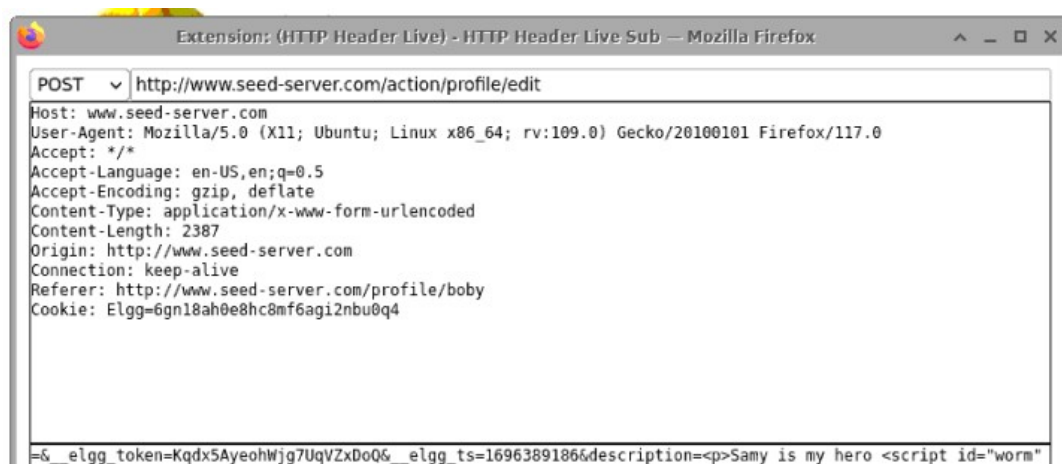 Extension: (HTTP Header Live) - HTTP Header Live Sub — Mozilla Firefox
POST http://www.seed-server.com/action/profile/edit
Host: www.seed-server.com
User-Agent: Mozilla/5.0 (X11; Ubuntu; Linux x86_64; rv:109.0) Gecko/20100101 Firefox/117.0
Accept: */*
Accept-Language: en-US,en;q=0.5
Accept-Encoding: gzip, deflate
Content-Type: application/x-www-form-urlencoded
Content-Length: 2387
Origin: http://www.seed-server.com
Connection: keep-alive
Referer: http://www.seed-server.com/profile/boby
Cookie: Elgg=6gn18ah0e8hc8mf6agi2nbu0q4
=&__elgg_token=Kqdx5AyeohWjg7UqVZxDoQ&__elgg_ts=1696389186&description=<p>Samy is my hero <script id="worm"